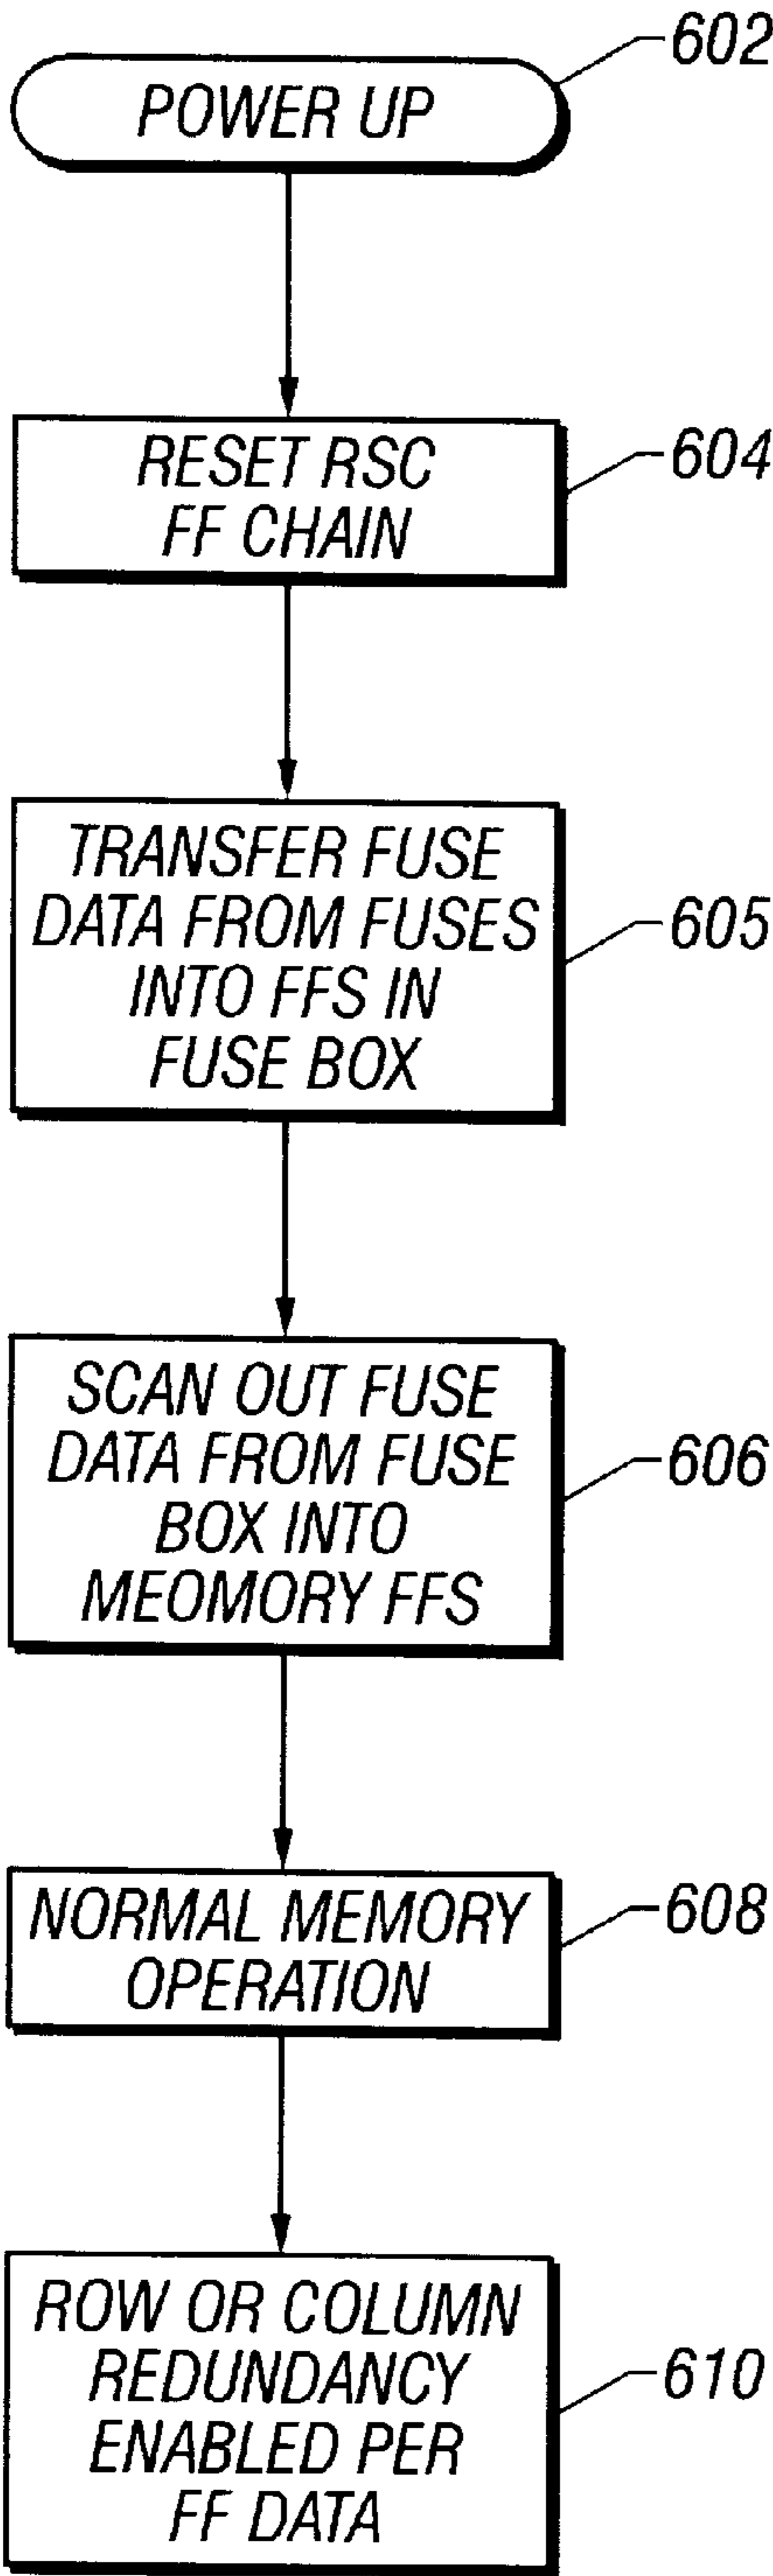 602
POWER UP
RESET RSC
FF CHAIN
604
TRANSFER FUSE
DATA FROM FUSES
INTO FFS IN
FUSE BOX
605
SCAN OUT FUSE
DATA FROM FUSE
BOX INTO
MEOMORY FFS
606
NORMAL MEMORY
OPERATION
608
ROW OR COLUMN
REDUNDANCY
ENABLED PER
FF DATA
610